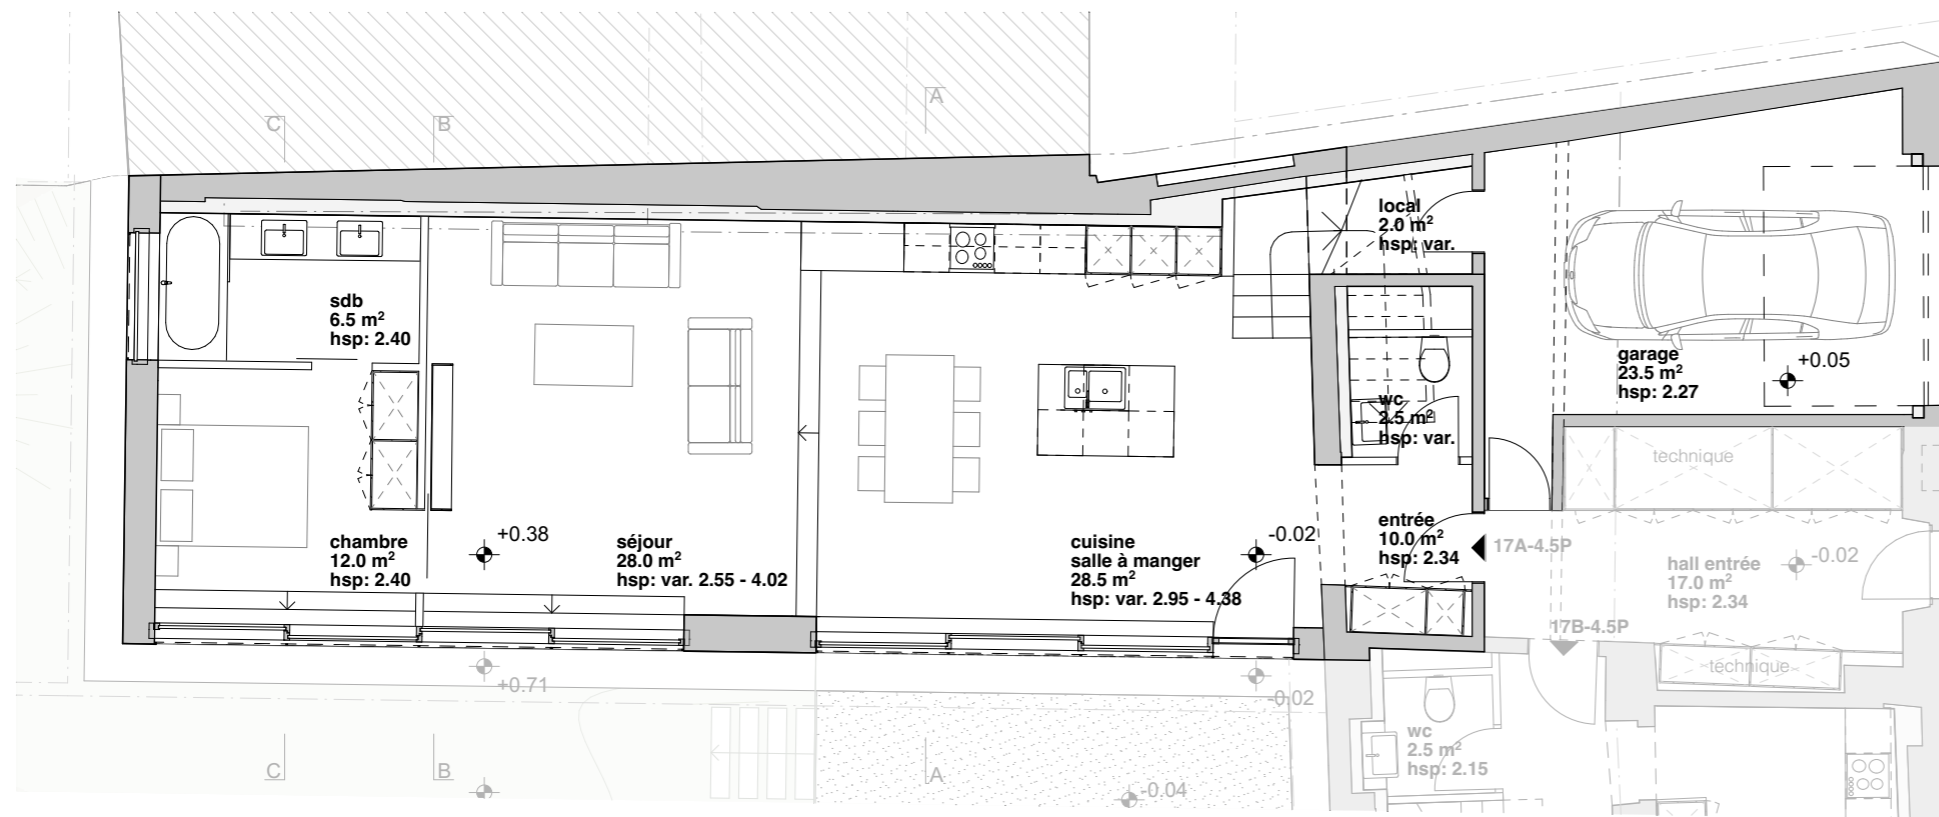 A
C
B
local
2.0 m²
hsp: var.
sdb
6.5 m²
hsp: 2.40
garage
23.5 m²
hsp: 2.27
+0.05
wc
2.5 m²
hsp: var.
technique
chambre
12.0 m²
hsp: 2.40
+0.38
séjour
28.0 m²
hsp: var. 2.55 - 4.02
cuisine
salle à manger
28.5 m²
hsp: var. 2.95 - 4.38
-0.02
entrée
10.0 m²
hsp: 2.34
17A-4.5P
hall entrée
17.0 m²
hsp: 2.34
-0.02
17B-4.5P
technique
+0.71
-0.02
wc
2.5 m²
hsp: 2.15
C
B
A
-0.04